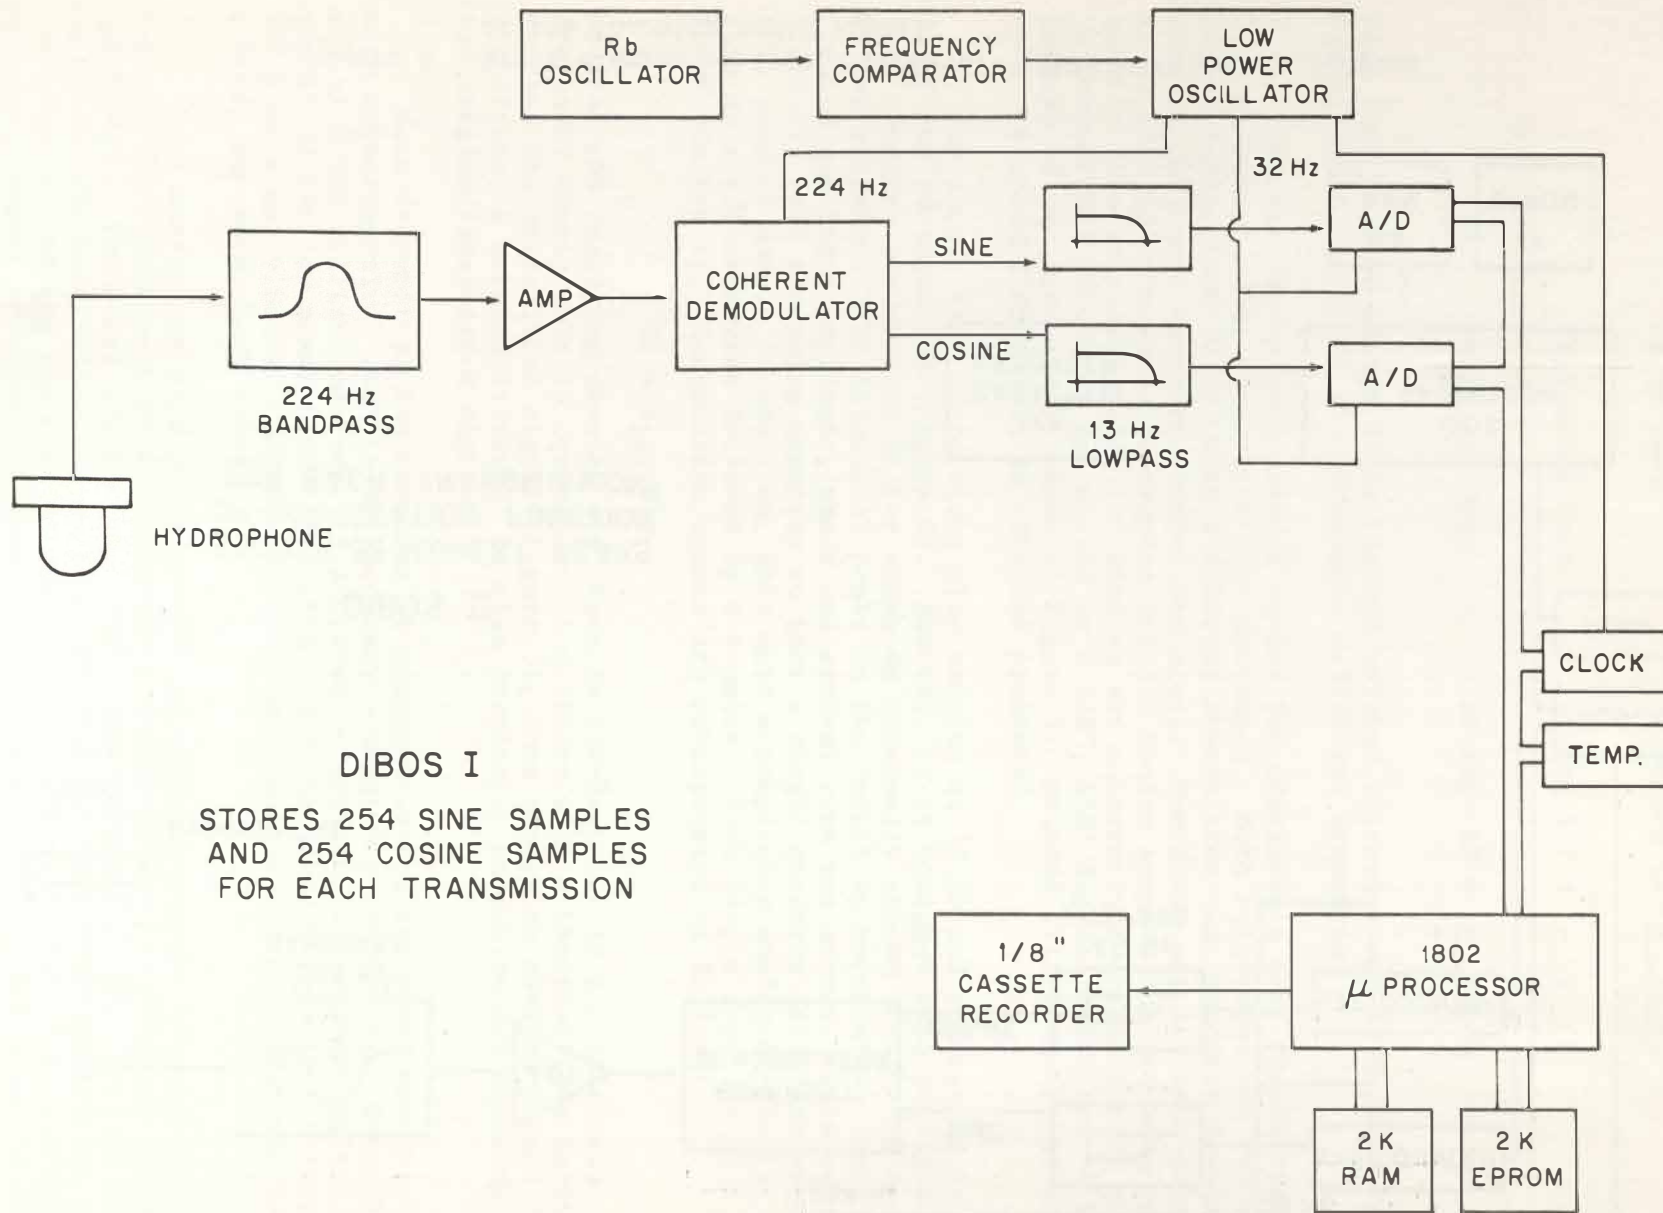 Rb
OSCILLATOR
FREQUENCY
COMPARATOR
LOW
POWER
OSCILLATOR
224 Hz
32 Hz
A/D
SINE
AMP
COHERENT
DEMODULATOR
COSINE
A/D
224 Hz
BANDPASS
13 Hz
LOWPASS
HYDROPHONE
CLOCK
TEMP.
DIBOS I
STORES 254 SINE SAMPLES
AND 254 COSINE SAMPLES
FOR EACH TRANSMISSION
1/8"
CASSETTE
RECORDER
1802
μ PROCESSOR
2 K
RAM
2 K
EPROM